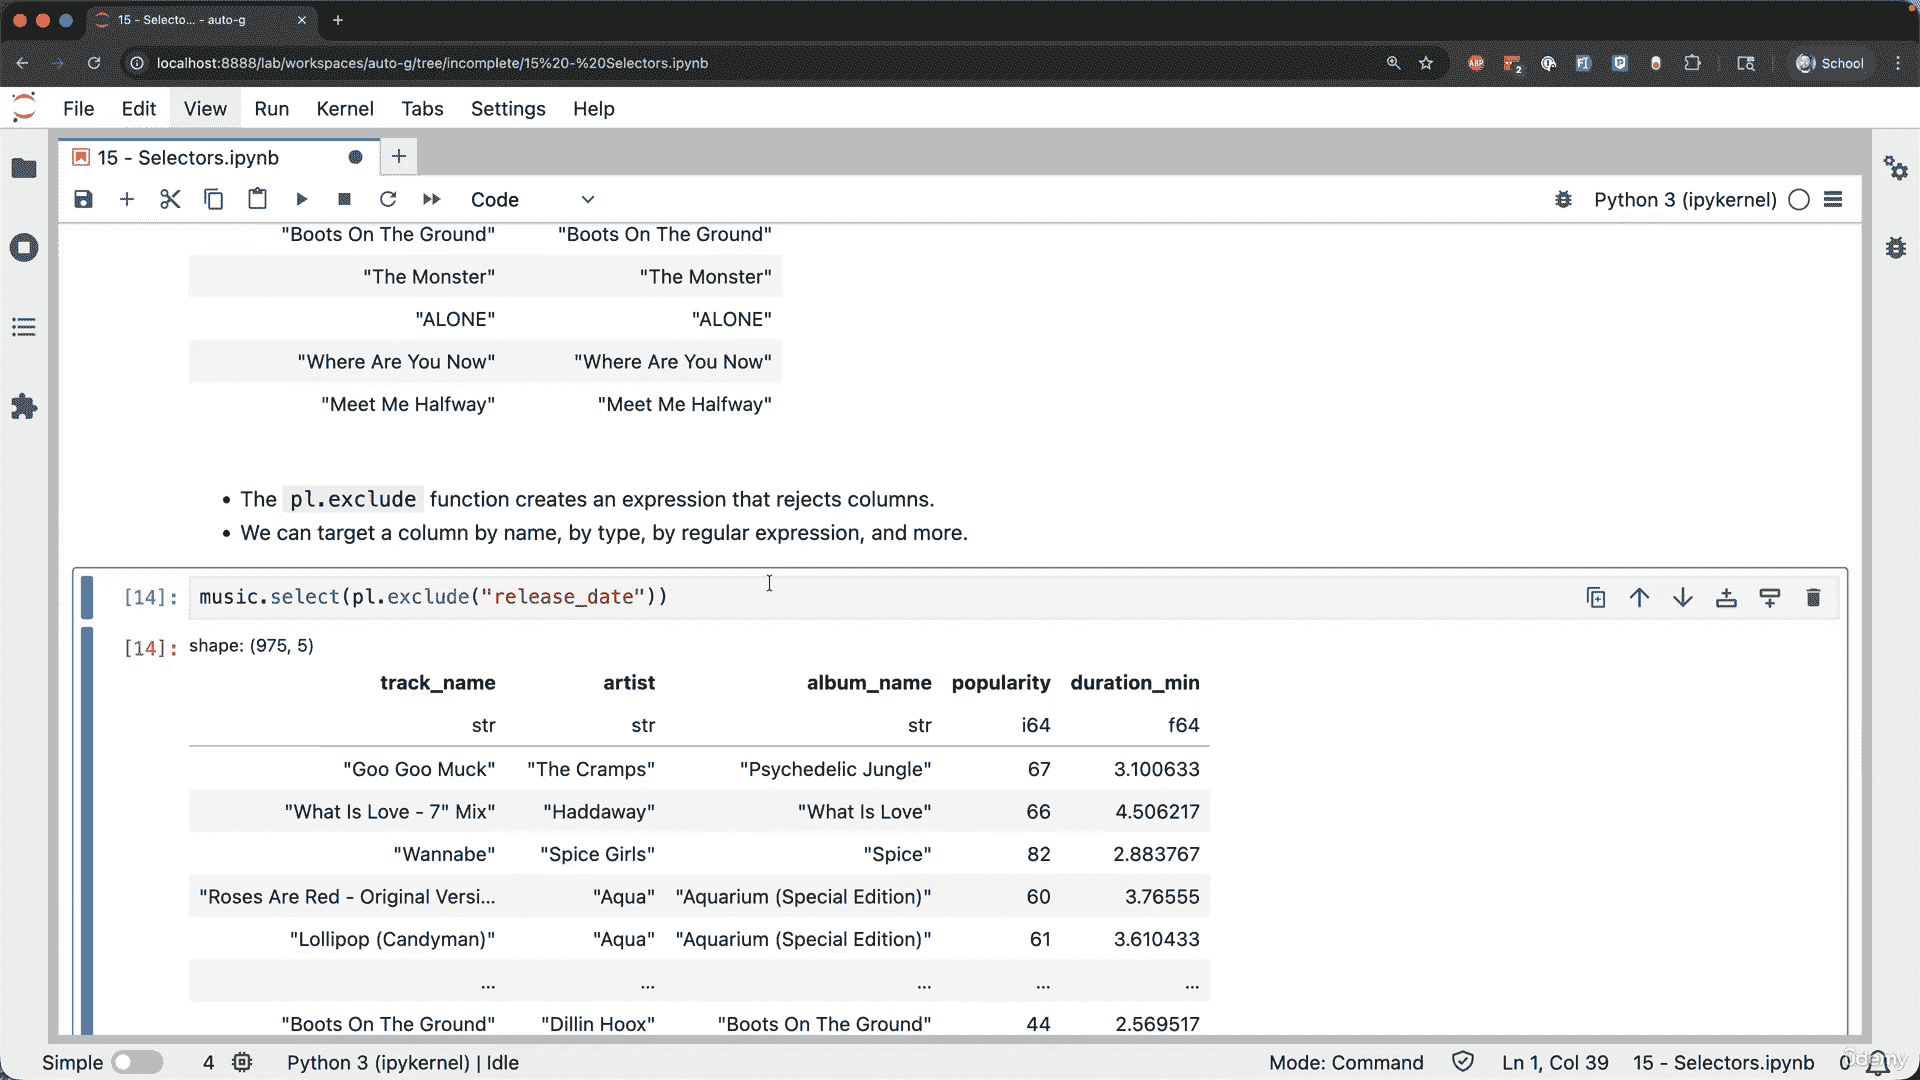 15 - Selecto... - auto-g
localhost:8888/lab/workspaces/auto-g/tree/incomplete/15%20-%20Selectors.ipynb
ABP
2
School
File Edit View Run Kernel Tabs Settings Help
15 - Selectors.ipynb
Code
Python 3 (ipykernel)
"Boots On The Ground" "Boots On The Ground"
"The Monster" "The Monster"
"ALONE" "ALONE"
"Where Are You Now" "Where Are You Now"
"Meet Me Halfway" "Meet Me Halfway"
• The pl.exclude function creates an expression that rejects columns.
• We can target a column by name, by type, by regular expression, and more.
[14]: music.select(pl.exclude("release_date"))
[14]: shape: (975, 5)
track_name artist album_name popularity duration_min
str str str i64 f64
"Goo Goo Muck" "The Cramps" "Psychedelic Jungle" 67 3.100633
"What Is Love - 7" Mix" "Haddaway" "What Is Love" 66 4.506217
"Wannabe" "Spice Girls" "Spice" 82 2.883767
"Roses Are Red - Original Versi... "Aqua" "Aquarium (Special Edition)" 60 3.76555
"Lollipop (Candyman)" "Aqua" "Aquarium (Special Edition)" 61 3.610433
... ... ... ... ...
"Boots On The Ground" "Dillin Hoox" "Boots On The Ground" 44 2.569517
Simple 4 Python 3 (ipykernel) | Idle Mode: Command Ln 1, Col 39 15 - Selectors.ipynb 0
udemy